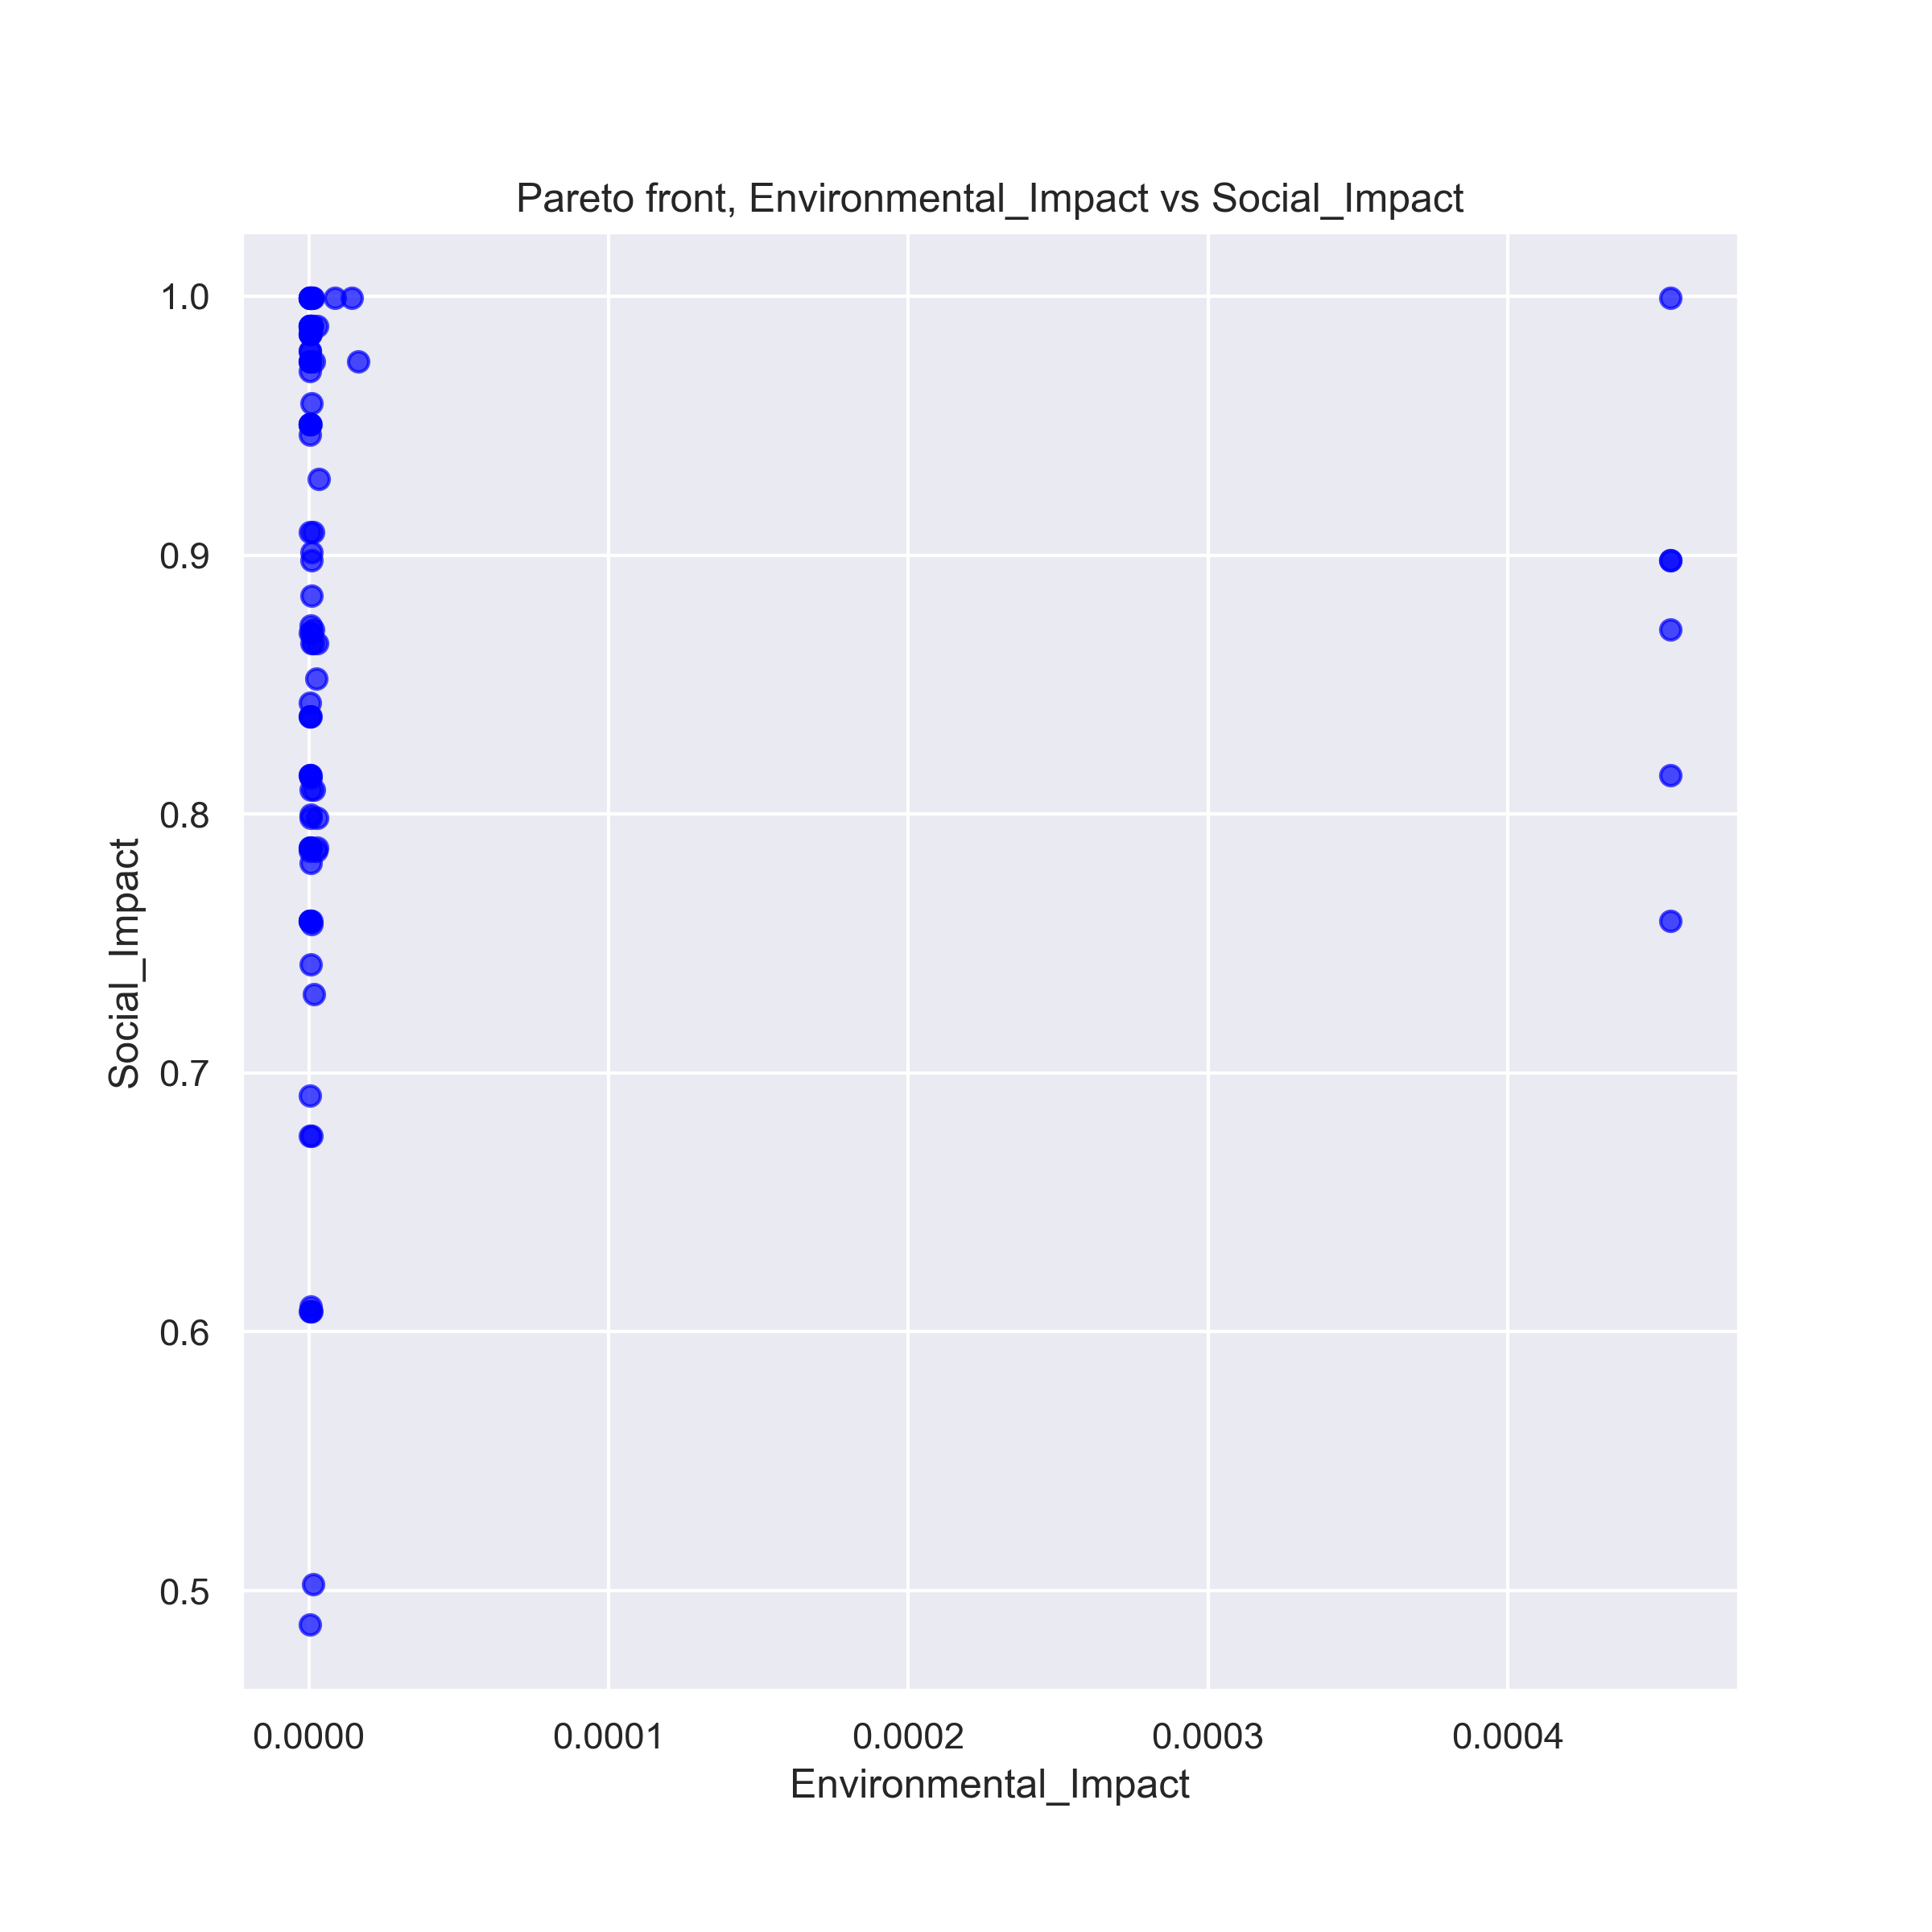 Pareto front, Environmental_Impact vs Social_Impact
1.0
0.9
0.8
0.7
0.6
0.5
Social_Impact
0.0000 0.0001 0.0002 0.0003 0.0004
Environmental_Impact